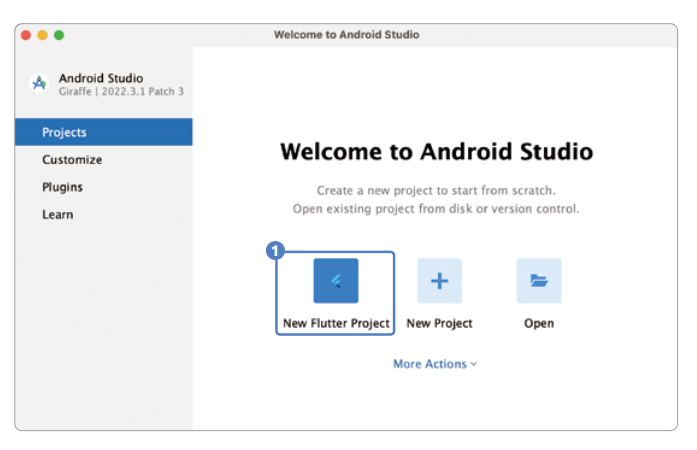 Welcome to Android Studio
Android Studio
Giraffe | 2022.3.1 Patch 3
Projects
Customize
Plugins
Learn
Welcome to Android Studio
Create a new project to start from scratch.
Open existing project from disk or version control.
1
New Flutter Project
New Project
Open
More Actions